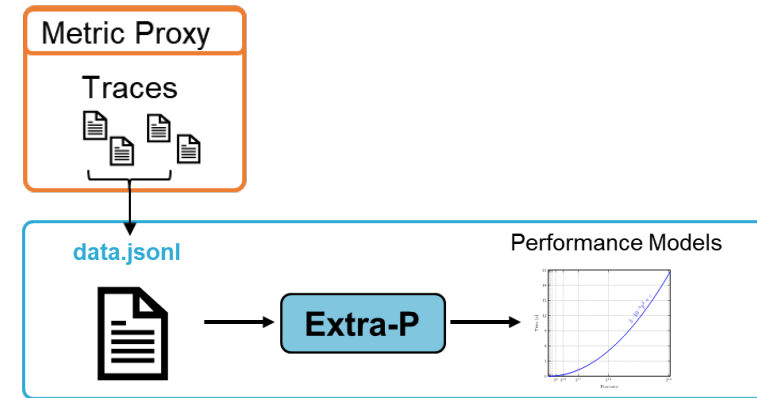 Metric Proxy
Traces
data.jsonl
Performance Models
Extra-P